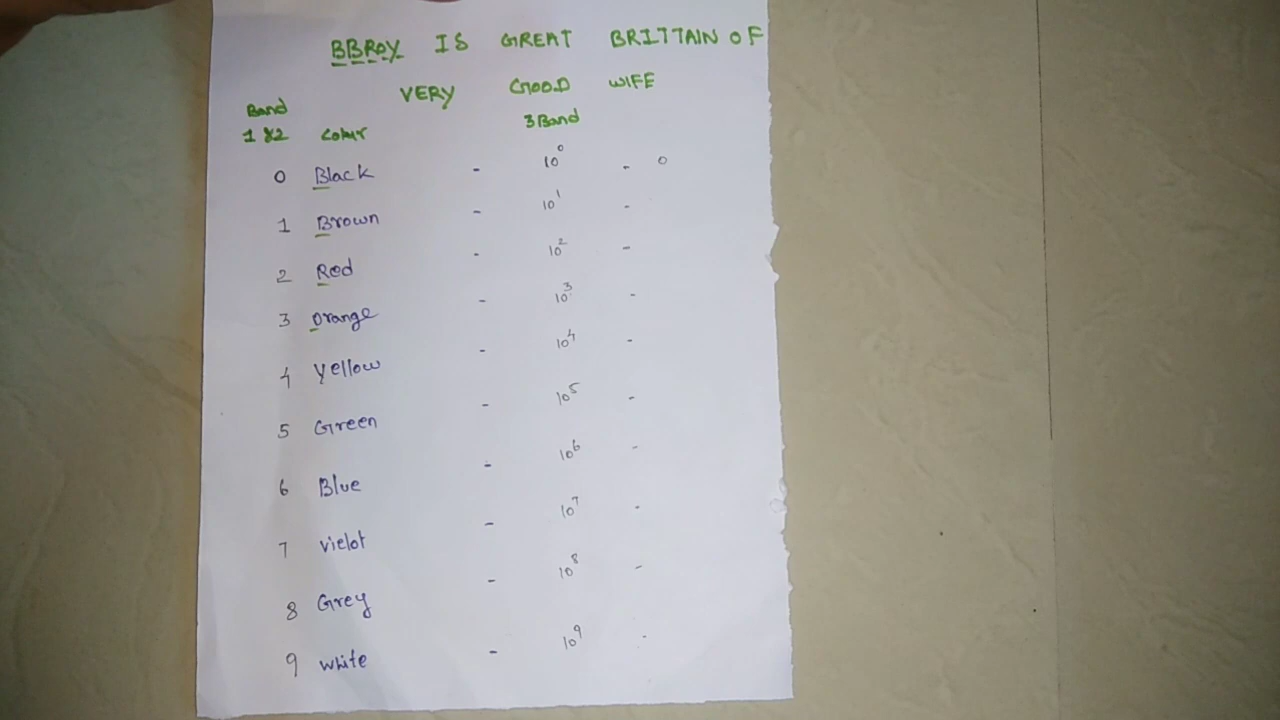 BBROY IS GREAT BRITTAIN OF
VERY GOOD WIFE
Band
1 &2 Colour 3 Band
0 Black - 10⁰ - 0
1 Brown - 10¹ -
2 Red - 10² -
3 Orange - 10³ -
4 Yellow - 10⁴ -
5 Green - 10⁵ -
6 Blue - 10⁶ -
7 vielot - 10⁷ -
8 Grey - 10⁸ -
9 white - 10⁹ -